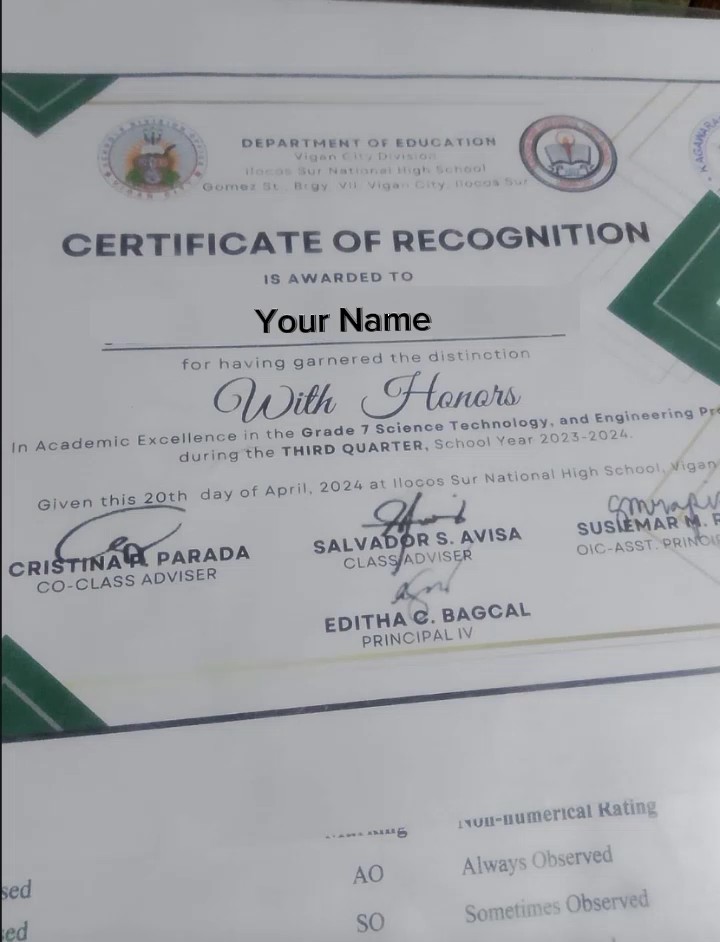 DEPARTMENT OF EDUCATION
Vigan City Division
Ilocos Sur National High School
Gomez St., Brgy. VII, Vigan City, Ilocos Sur
CERTIFICATE OF RECOGNITION
IS AWARDED TO
Your Name
for having garnered the distinction
With Honors
In Academic Excellence in the Grade 7 Science Technology, and Engineering
during the THIRD QUARTER, School Year 2023-2024.
Given this 20th day of April, 2024 at Ilocos Sur National High School, Vigan
CRISTINA P. PARADA
CO-CLASS ADVISER
SALVADOR S. AVISA
CLASS ADVISER
SUSIEMAR M.
OIC-ASST.
EDITHA C. BAGCAL
PRINCIPAL IV
Non-numerical Rating
AO Always Observed
SO Sometimes Observed